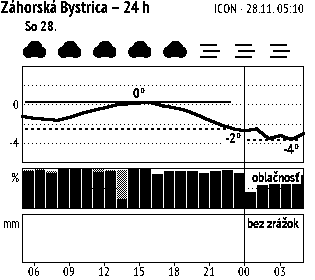 Záhorská Bystrica – 24 h
ICON · 28.11. 05:10
So 28.
0°
0
-2°
-4
-4°
%
oblačnosť
mm
bez zrážok
06 09 12 15 18 21 00 03